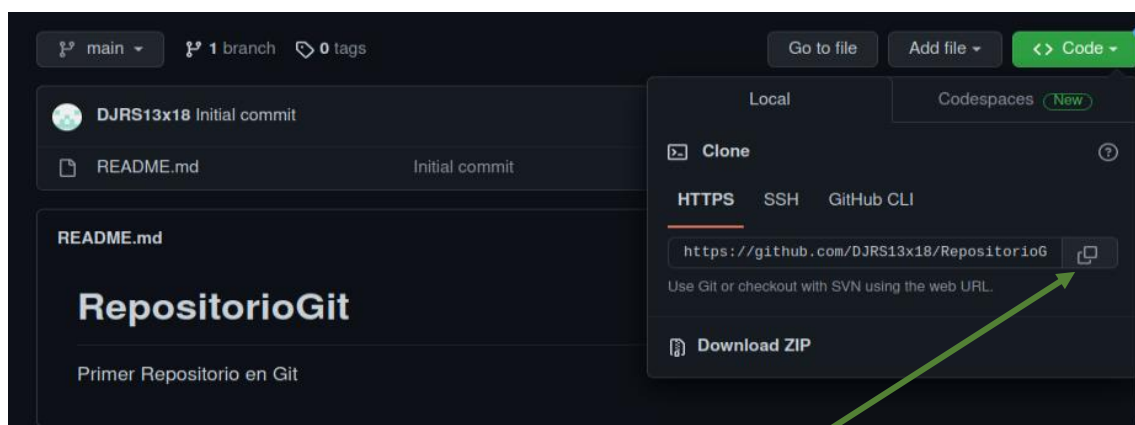 main 1 branch 0 tags Go to file Add file <> Code
DJRS13x18 Initial commit
README.md Initial commit
README.md
RepositorioGit
Primer Repositorio en Git
Local Codespaces New
Clone
HTTPS SSH GitHub CLI
https://github.com/DJRS13x18/RepositorioG
Use Git or checkout with SVN using the web URL.
Download ZIP